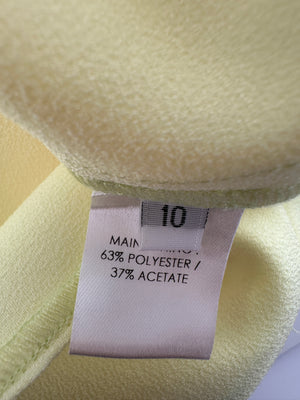 10
MAIN
63% POLYESTER /
37% ACETATE